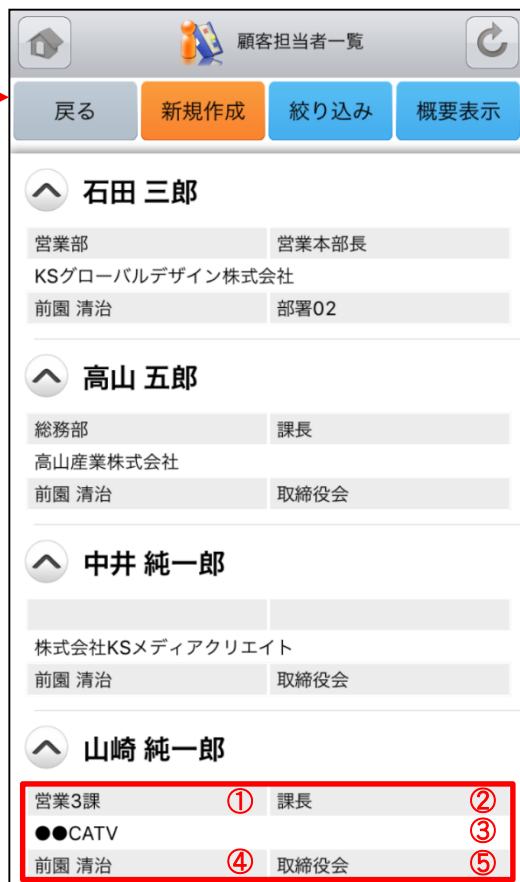 顧客担当者一覧
戻る 新規作成 絞り込み 概要表示
石田 三郎
営業部 営業本部長
KSグローバルデザイン株式会社
前園 清治 部署02
高山 五郎
総務部 課長
高山産業株式会社
前園 清治 取締役会
中井 純一郎
株式会社KSメディアクリエイト
前園 清治 取締役会
山崎 純一郎
営業3課 ① 課長 ②
●●CATV ③
前園 清治 ④ 取締役会 ⑤